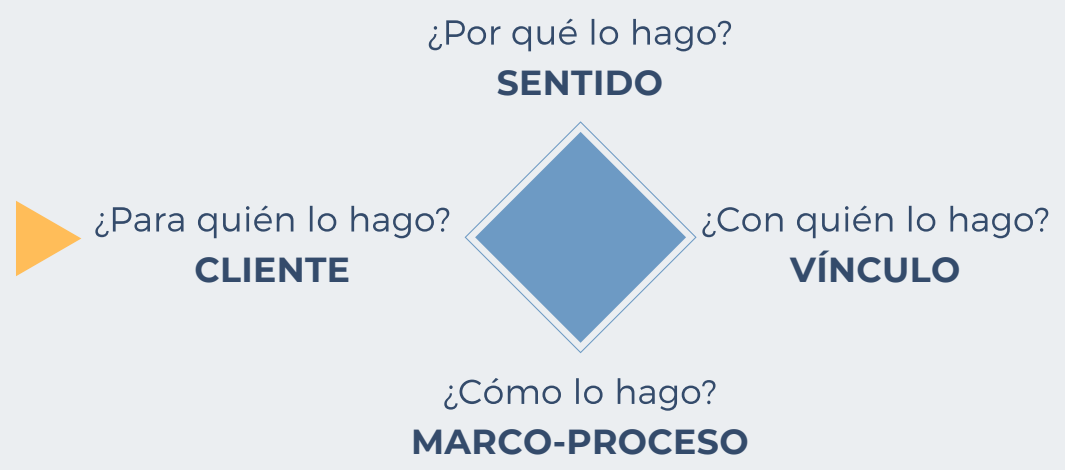 ¿Por qué lo hago?
SENTIDO
¿Para quién lo hago?
CLIENTE
¿Con quién lo hago?
VÍNCULO
¿Cómo lo hago?
MARCO-PROCESO